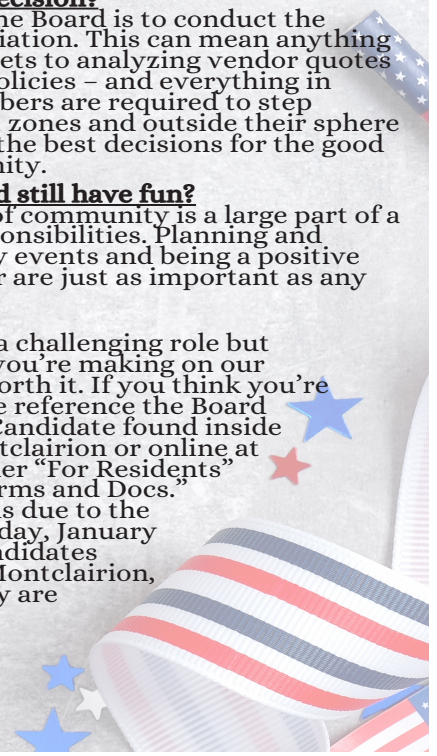 decision?
he Board is to conduct the
iation. This can mean anything
ets to analyzing vendor quotes
olicies – and everything in
bers are required to step
zones and outside their sphere
the best decisions for the good
nity.
d still have fun?
of community is a large part of a
onsibilities. Planning and
y events and being a positive
r are just as important as any
a challenging role but
you’re making on our
orth it. If you think you’re
e reference the Board
Candidate found inside
tclairion or online at
er “For Residents”
rms and Docs.”
is due to the
day, January
ndidates
Montclairion,
y are